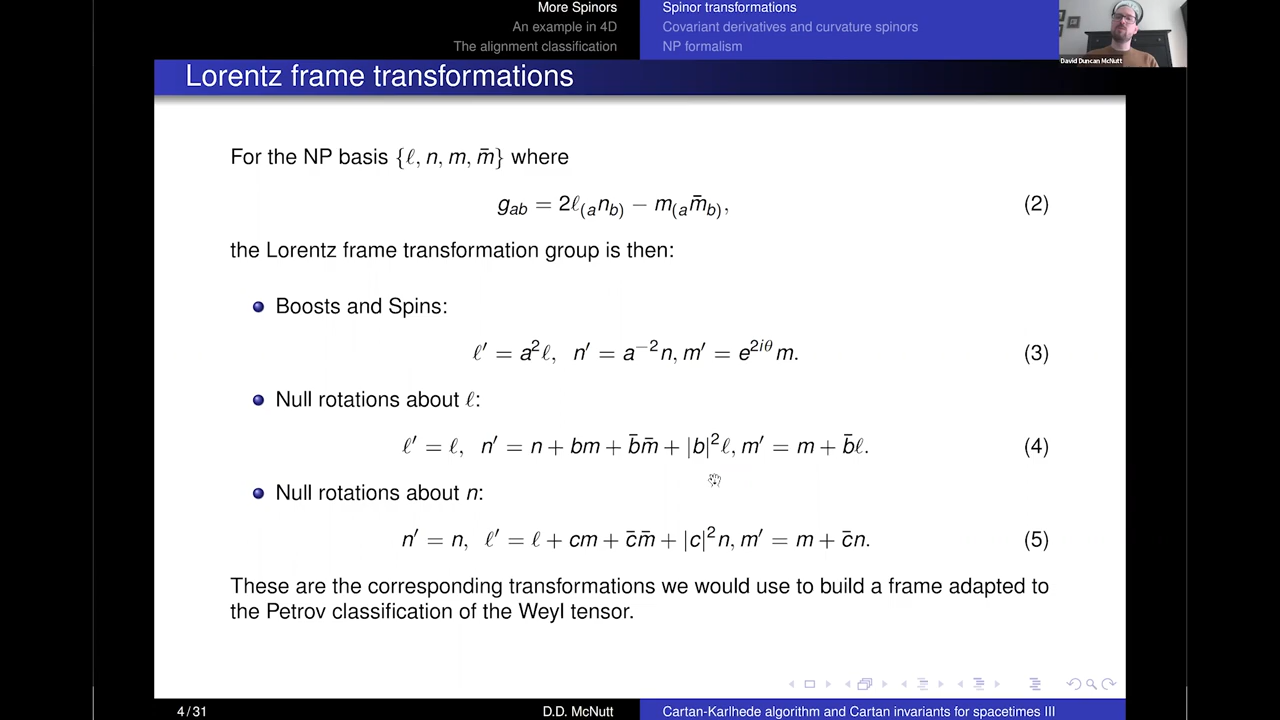 More Spinors
An example in 4D
The alignment classification
Spinor transformations
Covariant derivatives and curvature spinors
NP formalism
David Duncan McNutt
Lorentz frame transformations
For the NP basis {ℓ, n, m, m̄} where
g_{ab} = 2ℓ_{(a}n_{b)} − m_{(a}m̄_{b)}, (2)
the Lorentz frame transformation group is then:
Boosts and Spins:
ℓ′ = a²ℓ, n′ = a⁻²n, m′ = e^{2iθ}m. (3)
Null rotations about ℓ:
ℓ′ = ℓ, n′ = n + bm + b̄m̄ + |b|²ℓ, m′ = m + b̄ℓ. (4)
Null rotations about n:
n′ = n, ℓ′ = ℓ + cm + c̄m̄ + |c|²n, m′ = m + c̄n. (5)
These are the corresponding transformations we would use to build a frame adapted to
the Petrov classification of the Weyl tensor.
4/31
D.D. McNutt
Cartan-Karlhede algorithm and Cartan invariants for spacetimes III